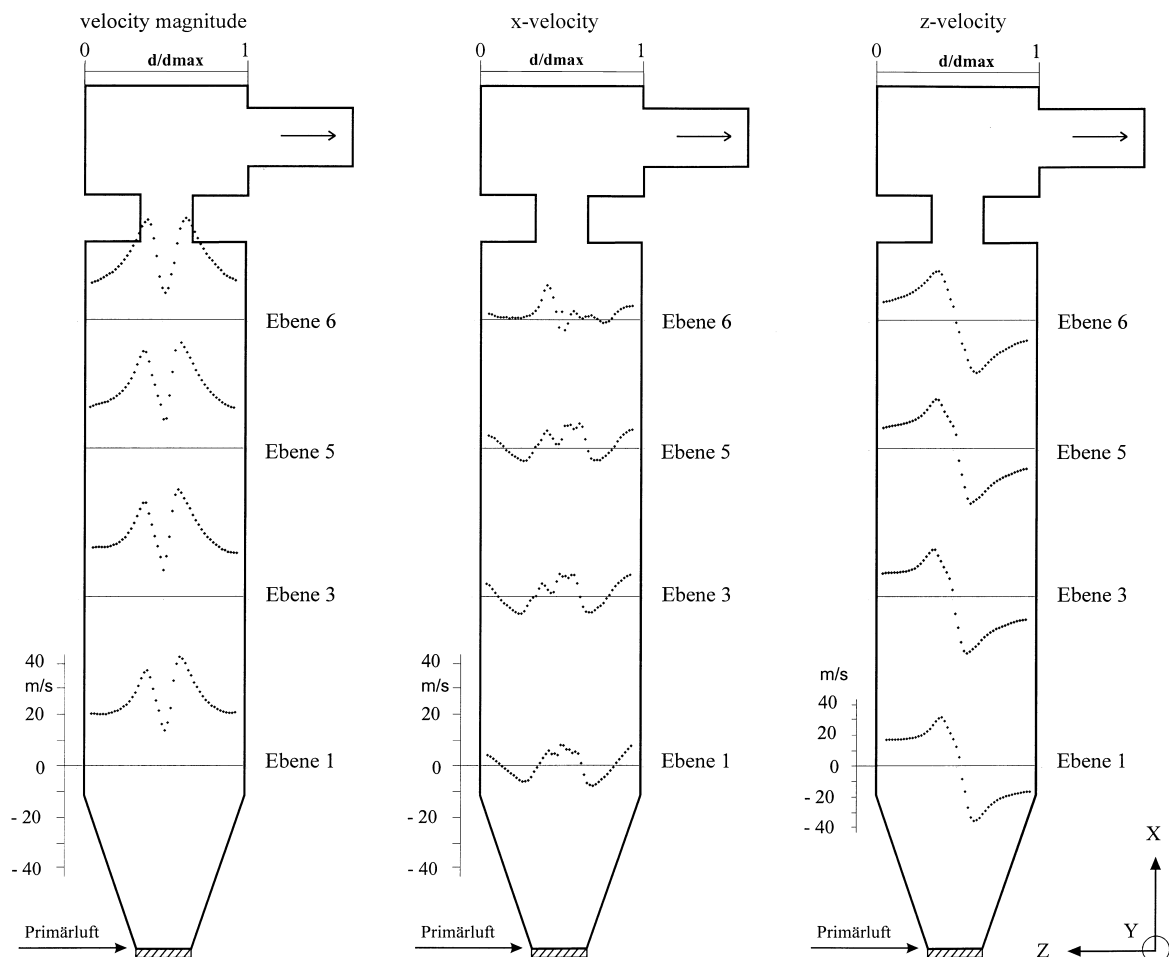 velocity magnitude
0 1
d/dmax
Ebene 6
Ebene 5
Ebene 3
Ebene 1
40
m/s
20
0
- 20
- 40
Primärluft
x-velocity
0 1
d/dmax
Ebene 6
Ebene 5
Ebene 3
Ebene 1
40
m/s
20
0
- 20
- 40
Primärluft
z-velocity
0 1
d/dmax
Ebene 6
Ebene 5
Ebene 3
Ebene 1
m/s
40
20
0
- 20
- 40
Primärluft
X
Y
Z